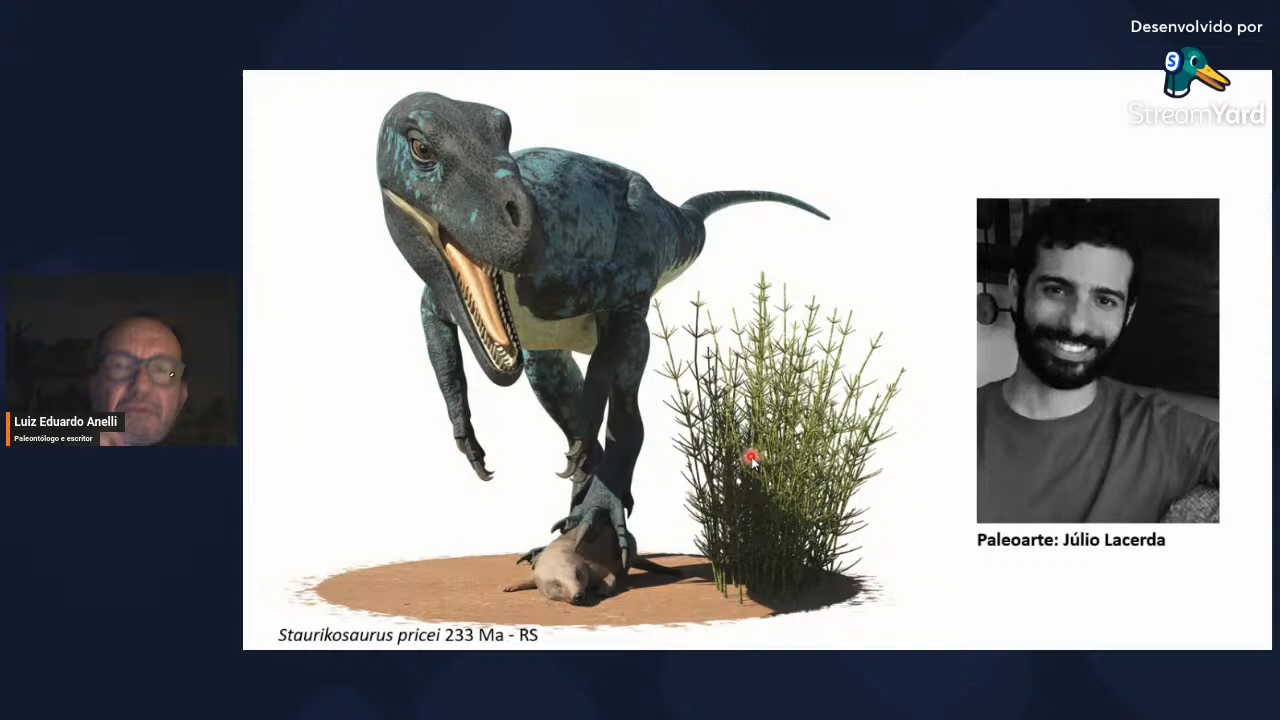 Desenvolvido por
S
StreamYard
Luiz Eduardo Anelli
Paleontólogo e escritor
Paleoarte: Júlio Lacerda
Staurikosaurus pricei 233 Ma - RS